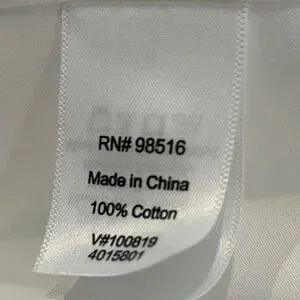 RN# 98516
Made in China
100% Cotton
V#100819
4015801